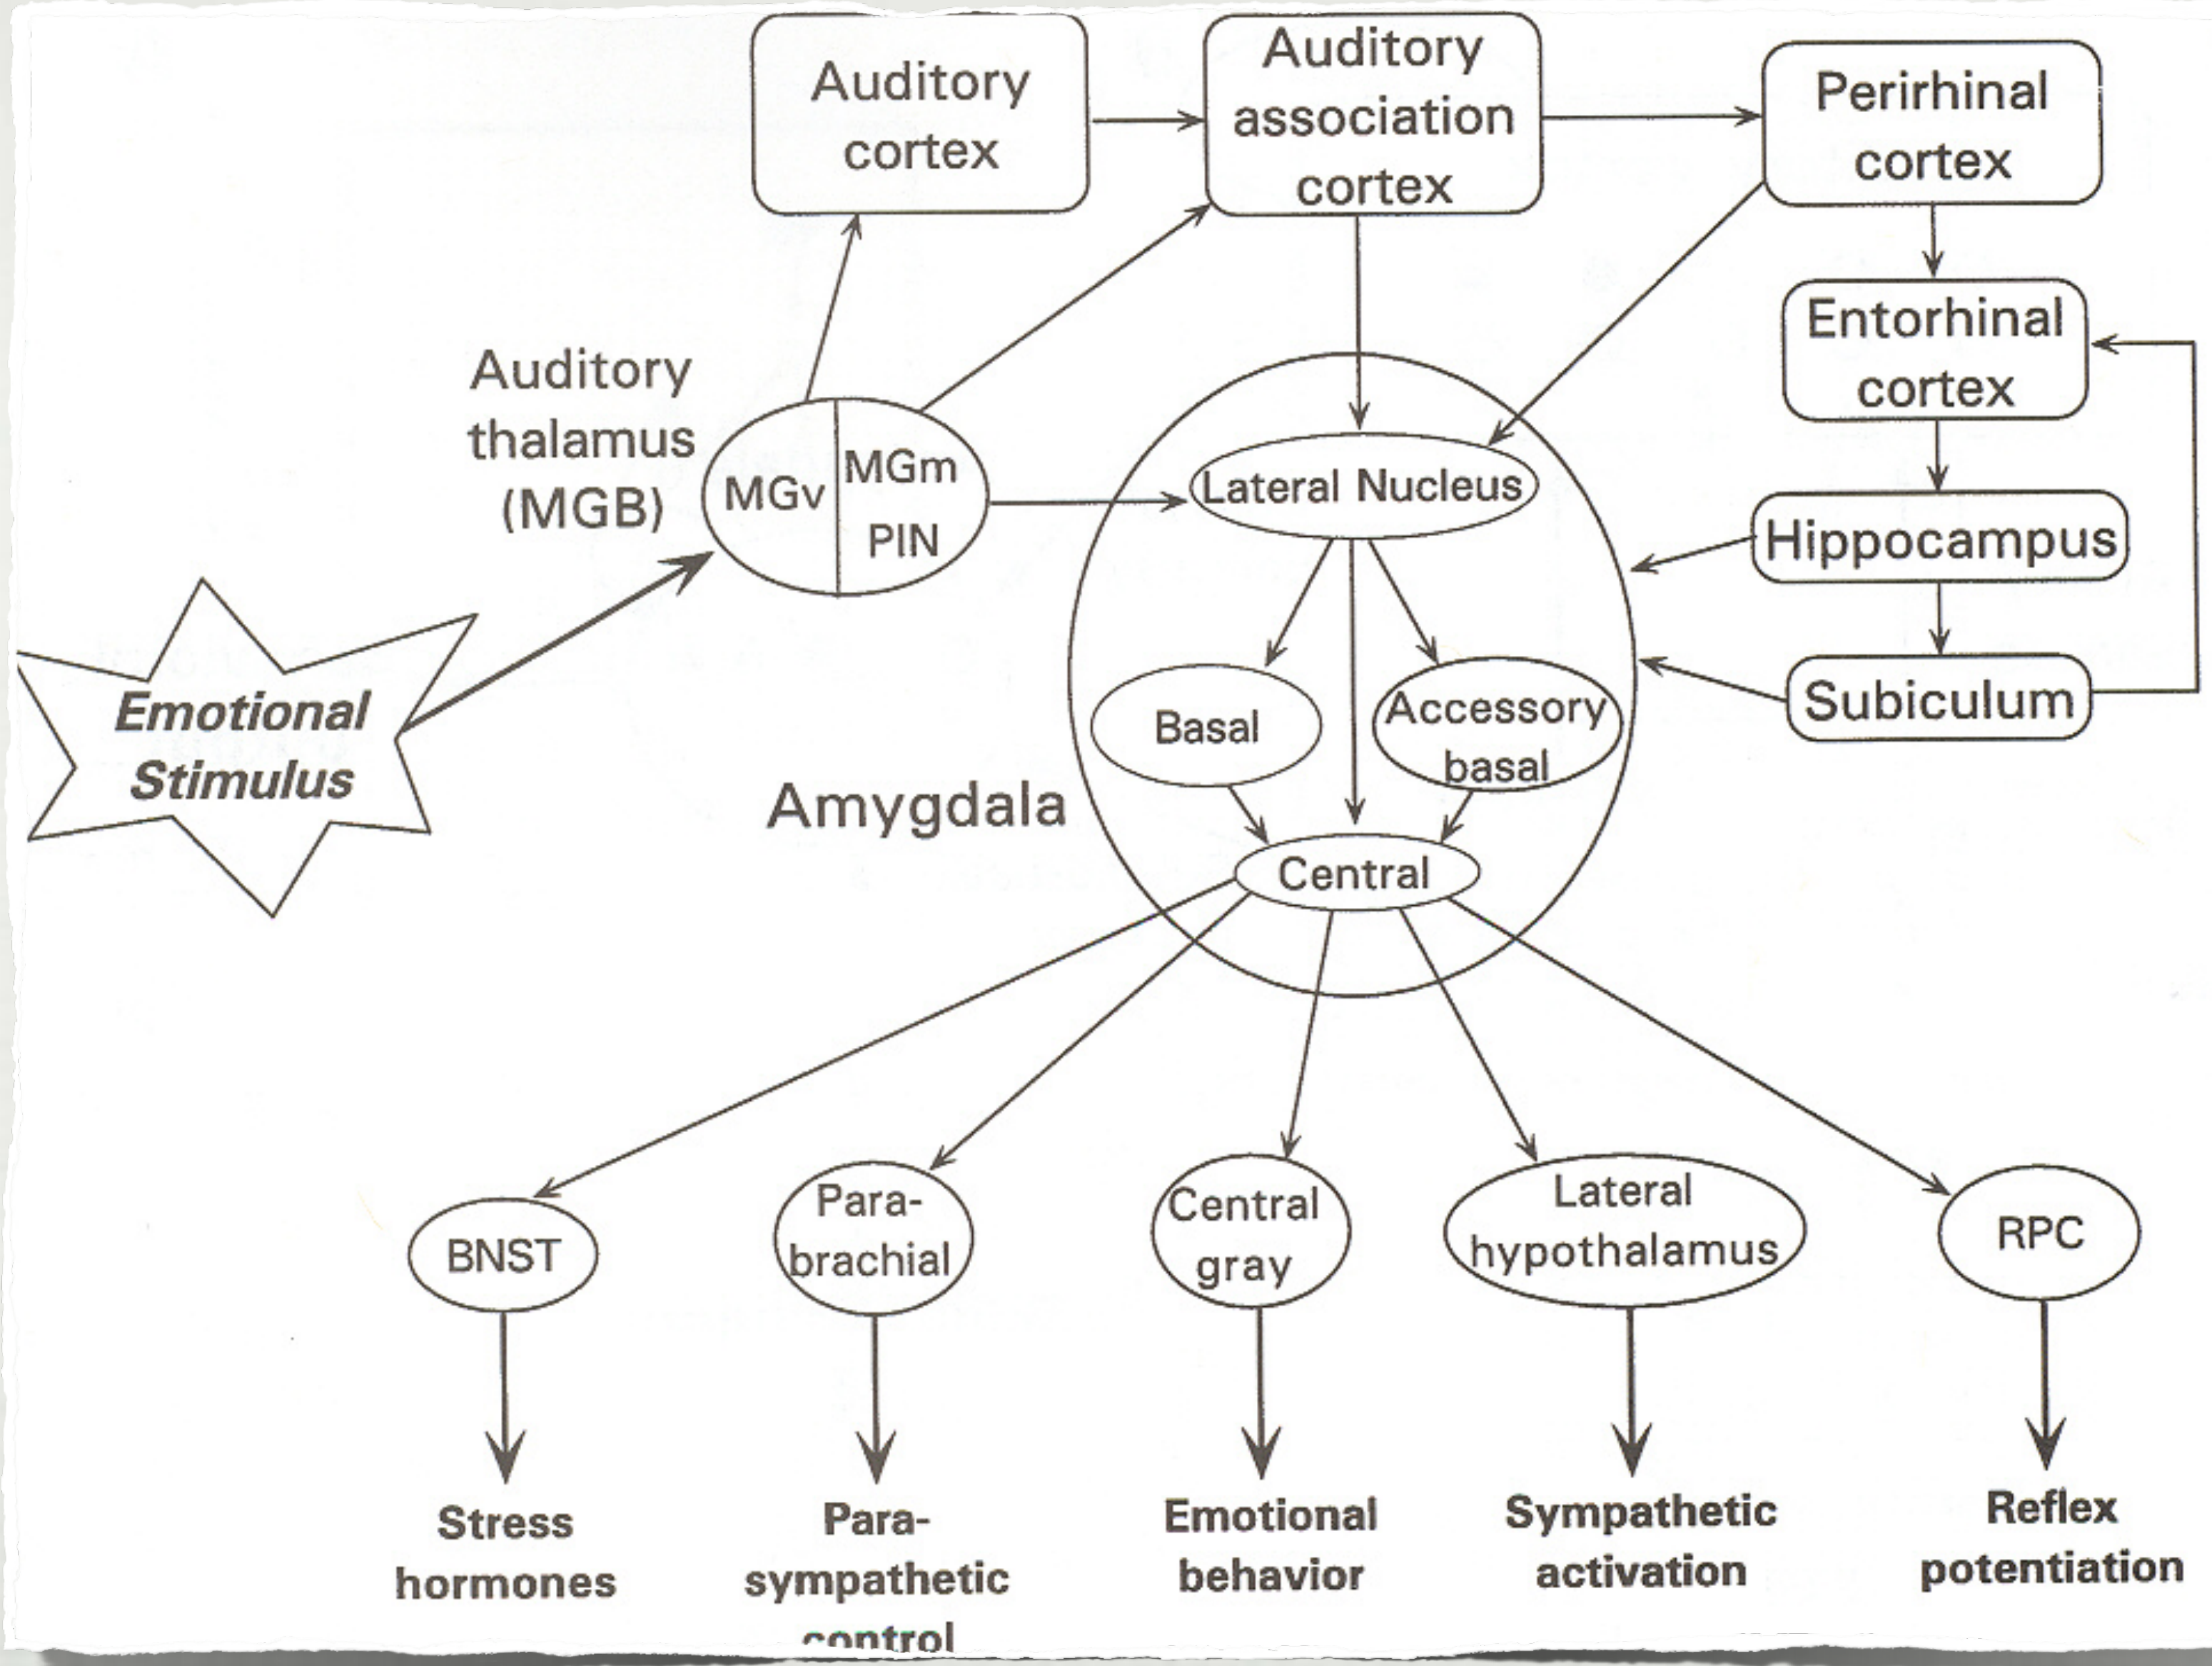 Auditory
cortex
Auditory
association
cortex
Perirhinal
cortex
Entorhinal
cortex
Auditory
thalamus
(MGB)
MGv
MGm
PIN
Lateral Nucleus
Hippocampus
Emotional
Stimulus
Basal
Accessory
basal
Subiculum
Amygdala
Central
BNST
Para-
brachial
Central
gray
Lateral
hypothalamus
RPC
Stress
hormones
Para-
sympathetic
control
Emotional
behavior
Sympathetic
activation
Reflex
potentiation